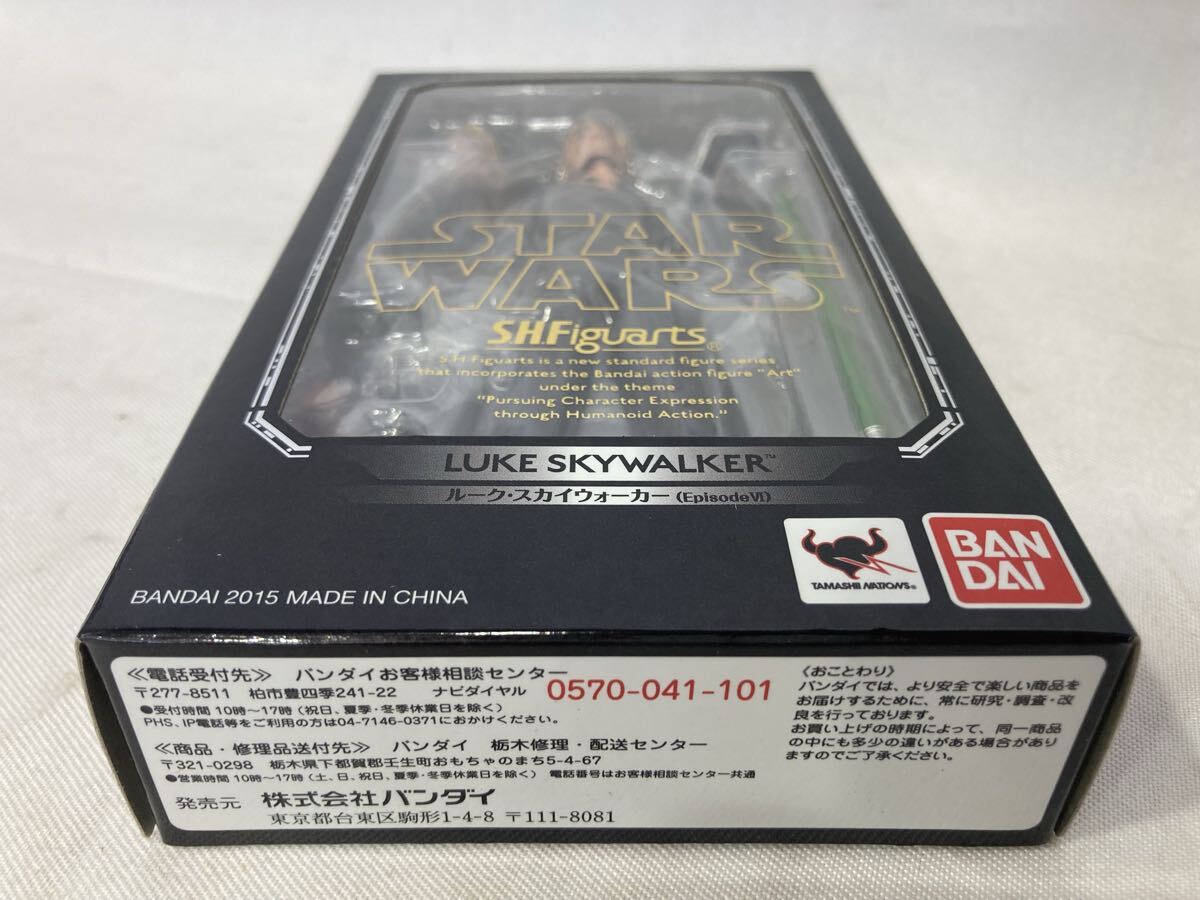 STAR
WARS™
S.H.Figuarts®
S.H.Figuarts is a new standard figure series
that incorporates the Bandai action figure "Art"
under the theme
"Pursuing Character Expression
through Humanoid Action."
LUKE SKYWALKER™
ルーク・スカイウォーカー (Episode Ⅵ)
TAMASHII NATIONS®
BAN
DAI
BANDAI 2015 MADE IN CHINA
≪電話受付先≫ バンダイお客様相談センター
〒277-8511 柏市豊四季241-22 ナビダイヤル 0570-041-101
●受付時間 10時〜17時 (祝日、夏季・冬季休業日を除く)
PHS、IP電話等をご利用の方は04-7146-0371におかけください。
≪商品・修理品送付先≫ バンダイ 栃木修理・配送センター
〒321-0298 栃木県下都賀郡壬生町おもちゃのまち5-4-67
●営業時間 10時〜17時 (土、日、祝日、夏季・冬季休業日を除く) 電話番号はお客様相談センター共通
発売元 株式会社バンダイ
東京都台東区駒形1-4-8 〒111-8081
〈おことわり〉
バンダイでは、より安全で楽しい商品を
お届けするために、常に研究・調査・改
良を行っております。
お買い上げの時期によって、同一商品
の中にも多少の違いがある場合があり
ますのでご了承ください。